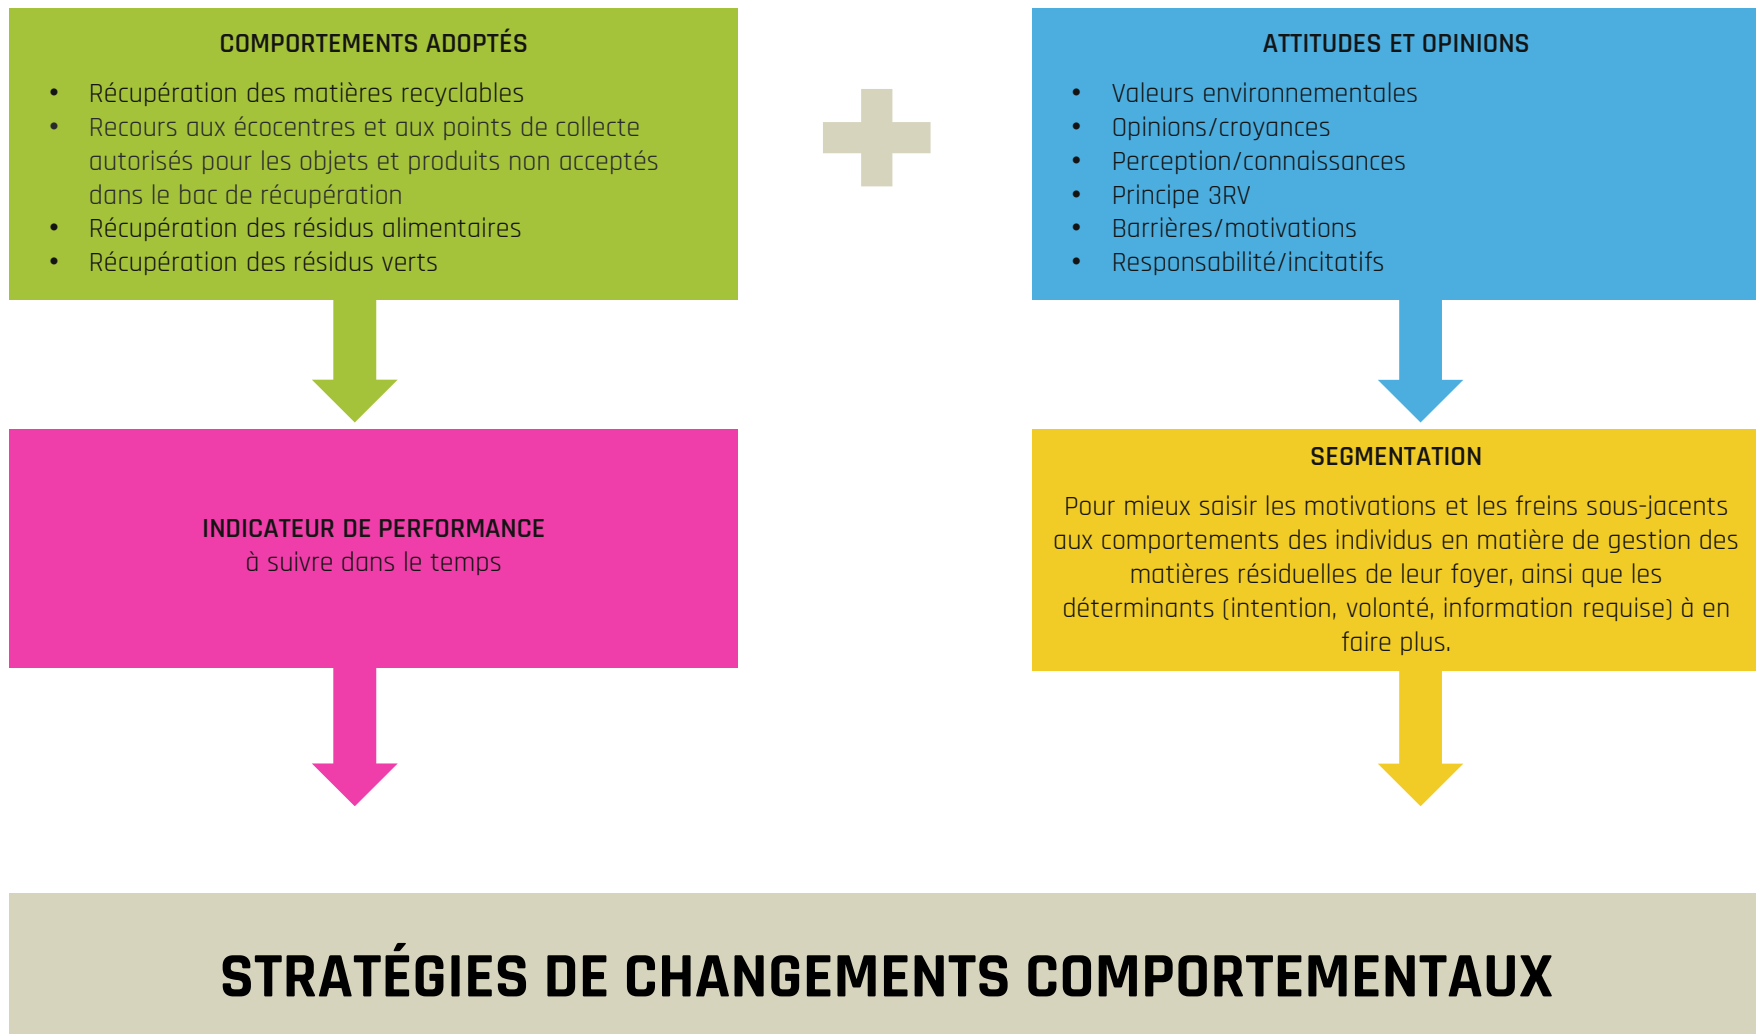 COMPORTEMENTS ADOPTÉS
• Récupération des matières recyclables
• Recours aux écocentres et aux points de collecte
autorisés pour les objets et produits non acceptés
dans le bac de récupération
• Récupération des résidus alimentaires
• Récupération des résidus verts
ATTITUDES ET OPINIONS
• Valeurs environnementales
• Opinions/croyances
• Perception/connaissances
• Principe 3RV
• Barrières/motivations
• Responsabilité/incitatifs
INDICATEUR DE PERFORMANCE
à suivre dans le temps
SEGMENTATION
Pour mieux saisir les motivations et les freins sous-jacents
aux comportements des individus en matière de gestion des
matières résiduelles de leur foyer, ainsi que les
déterminants (intention, volonté, information requise) à en
faire plus.
STRATÉGIES DE CHANGEMENTS COMPORTEMENTAUX